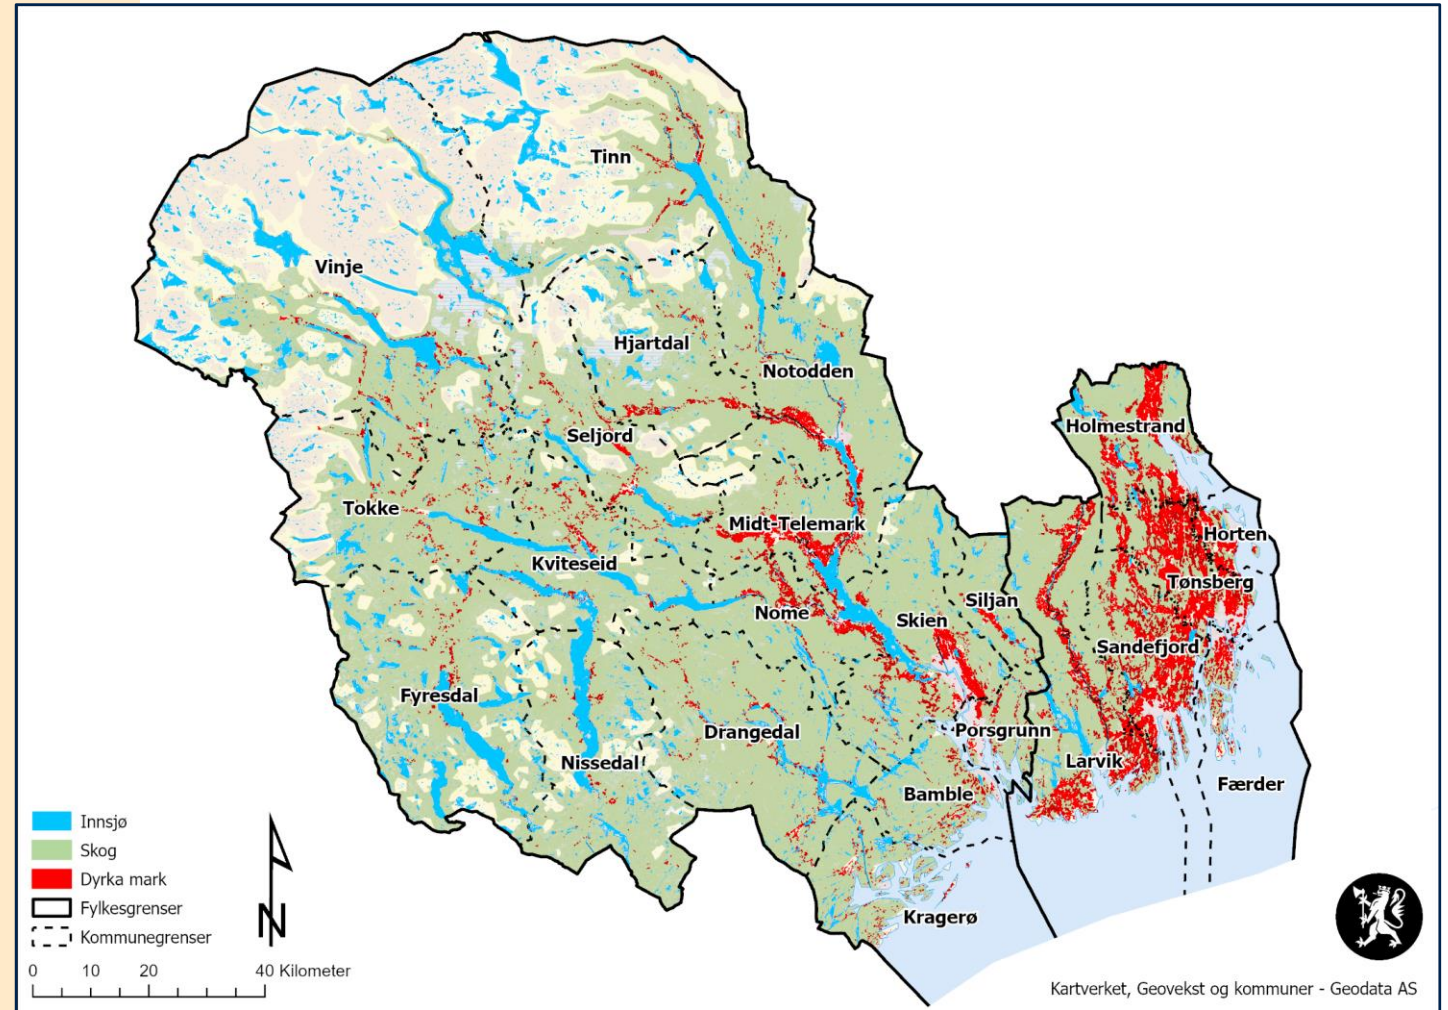 Tinn
Vinje
Hjartdal
Notodden
Holmestrand
Seljord
Tokke
Midt-Telemark
Horten
Kviteseid
Tønsberg
Siljan
Nome
Skien
Sandefjord
Fyresdal
Drangedal
Porsgrunn
Nissedal
Larvik
Færder
Bamble
Kragerø
Innsjø
Skog
Dyrka mark
Fylkesgrenser
Kommunegrenser
N
0 10 20 40 Kilometer
Kartverket, Geovekst og kommuner - Geodata AS